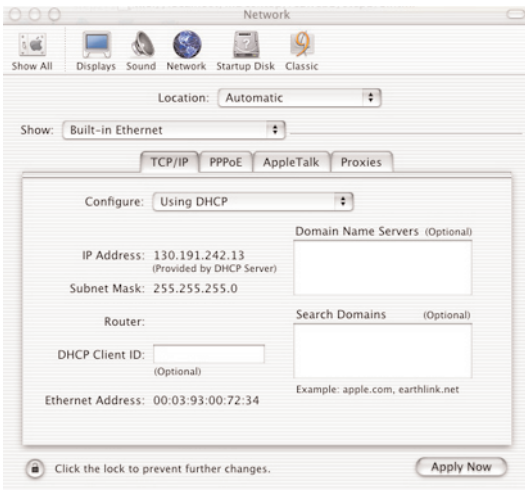 Network
Show All Displays Sound Network Startup Disk Classic
Location: Automatic
Show: Built-in Ethernet
TCP/IP PPPoE AppleTalk Proxies
Configure: Using DHCP
Domain Name Servers (Optional)
IP Address: 130.191.242.13
(Provided by DHCP Server)
Subnet Mask: 255.255.255.0
Search Domains (Optional)
Router:
DHCP Client ID:
(Optional)
Example: apple.com, earthlink.net
Ethernet Address: 00:03:93:00:72:34
Click the lock to prevent further changes.
Apply Now